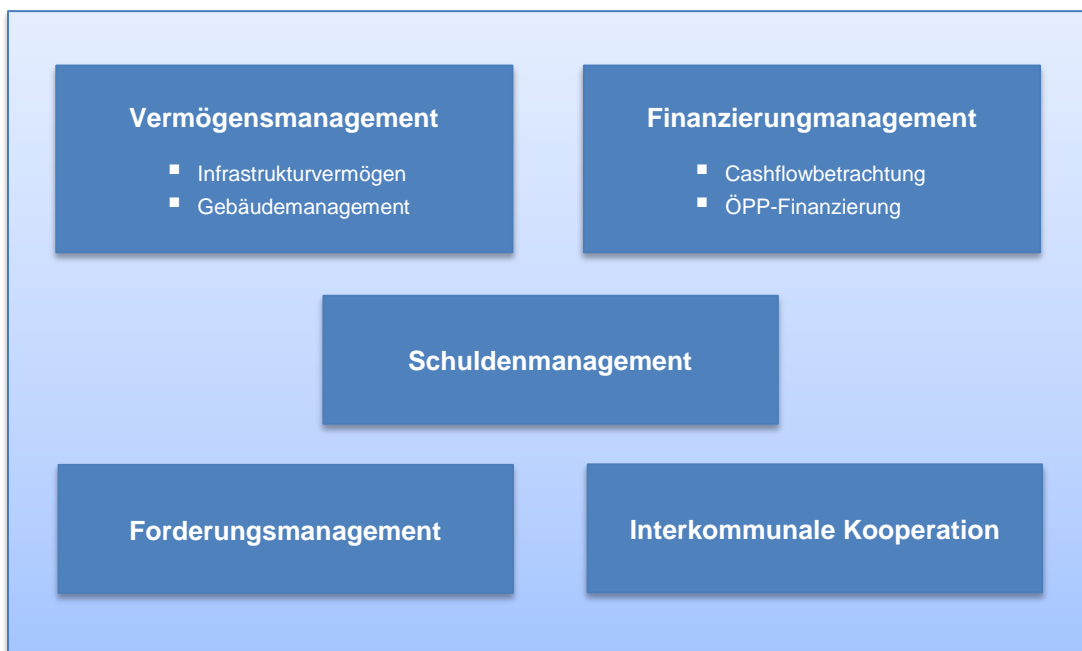 Vermögensmanagement
▪ Infrastrukturvermögen
▪ Gebäudemanagement
Finanzierungmanagement
▪ Cashflowbetrachtung
▪ ÖPP-Finanzierung
Schuldenmanagement
Forderungsmanagement
Interkommunale Kooperation